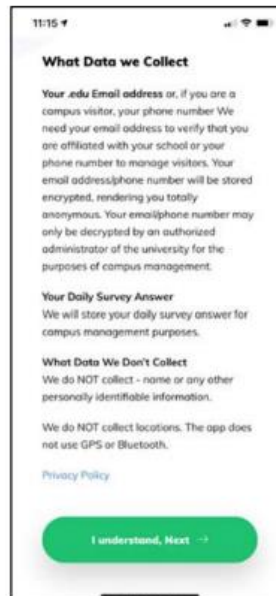 11:15
What Data we Collect
Your .edu Email address or, if you are a
campus visitor, your phone number We
need your email address to verify that you
are affiliated with your school or your
phone number to manage visitors. Your
email address/phone number will be stored
encrypted, rendering you totally
anonymous. Your email/phone number may
only be decrypted by an authorized
administrator of the university for the
purposes of campus management.
Your Daily Survey Answer
We will store your daily survey answer for
campus management purposes.
What Data We Don't Collect
We do NOT collect - name or any other
personally identifiable information.
We do NOT collect locations. The app does
not use GPS or Bluetooth.
Privacy Policy
I understand, Next →